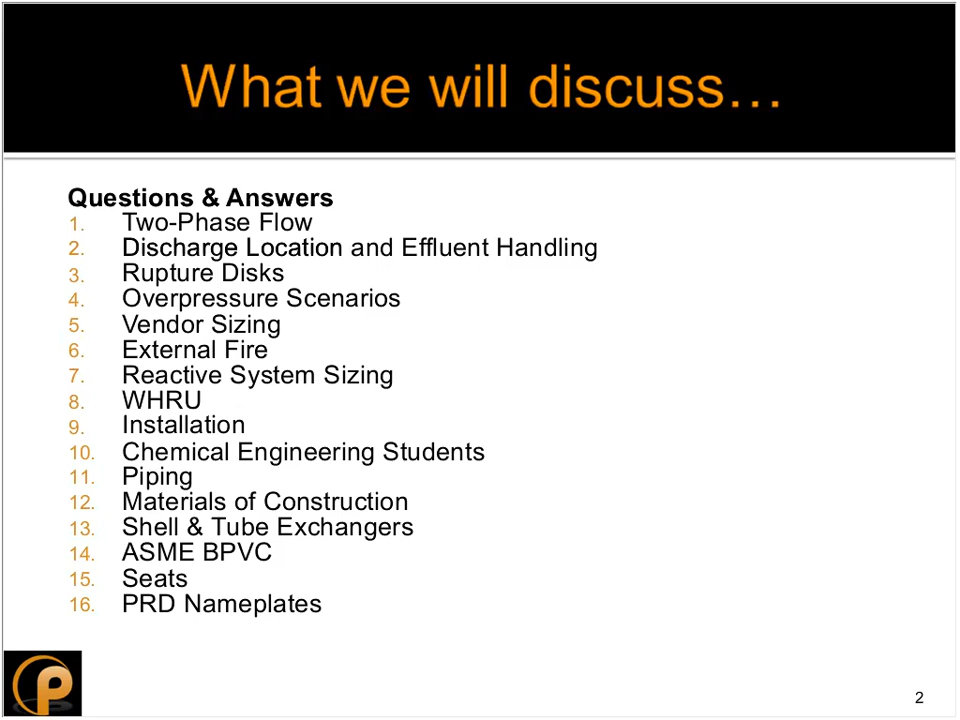 What we will discuss…
Questions & Answers
1. Two-Phase Flow
2. Discharge Location and Effluent Handling
3. Rupture Disks
4. Overpressure Scenarios
5. Vendor Sizing
6. External Fire
7. Reactive System Sizing
8. WHRU
9. Installation
10. Chemical Engineering Students
11. Piping
12. Materials of Construction
13. Shell & Tube Exchangers
14. ASME BPVC
15. Seats
16. PRD Nameplates
P
2